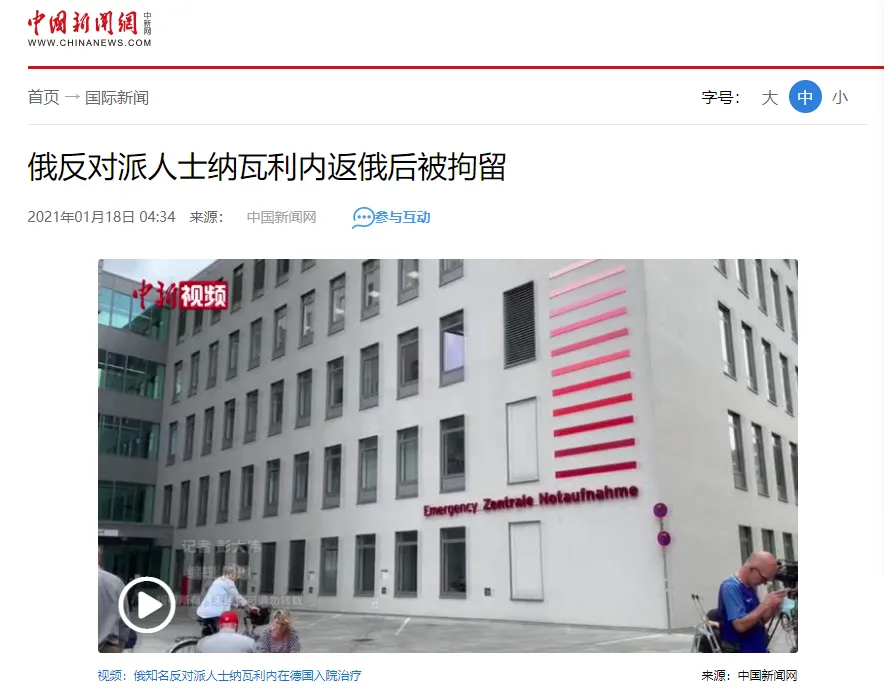 中国新闻網 中新网
WWW.CHINANEWS.COM
首页 → 国际新闻
字号： 大 中 小
俄反对派人士纳瓦利内返俄后被拘留
2021年01月18日 04:34 来源： 中国新闻网 参与互动
中新视频
Emergency Zentrale Notaufnahme
记者 彭大伟
视频：俄知名反对派人士纳瓦利内在德国入院治疗
来源：中国新闻网